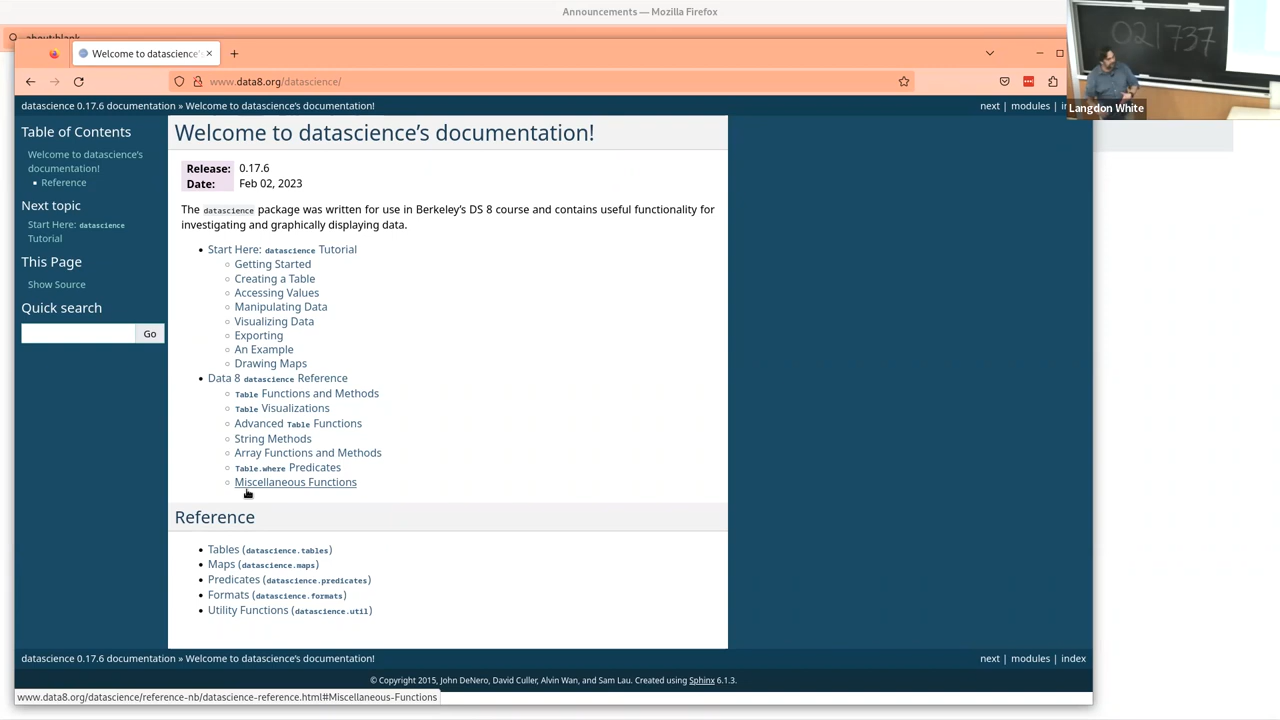 Announcements — Mozilla Firefox
about:blank
Welcome to datascience's
www.data8.org/datascience/
021737
Langdon White
datascience 0.17.6 documentation » Welcome to datascience's documentation!
next | modules |
Table of Contents
Welcome to datascience's
documentation!
Reference
Next topic
Start Here: datascience
Tutorial
This Page
Show Source
Quick search
Go
Welcome to datascience's documentation!
Release: 0.17.6
Date: Feb 02, 2023
The datascience package was written for use in Berkeley's DS 8 course and contains useful functionality for
investigating and graphically displaying data.
Start Here: datascience Tutorial
Getting Started
Creating a Table
Accessing Values
Manipulating Data
Visualizing Data
Exporting
An Example
Drawing Maps
Data 8 datascience Reference
Table Functions and Methods
Table Visualizations
Advanced Table Functions
String Methods
Array Functions and Methods
Table.where Predicates
Miscellaneous Functions
Reference
Tables (datascience.tables)
Maps (datascience.maps)
Predicates (datascience.predicates)
Formats (datascience.formats)
Utility Functions (datascience.util)
datascience 0.17.6 documentation » Welcome to datascience's documentation!
next | modules | index
© Copyright 2015, John DeNero, David Culler, Alvin Wan, and Sam Lau. Created using Sphinx 6.1.3.
www.data8.org/datascience/reference-nb/datascience-reference.html#Miscellaneous-Functions